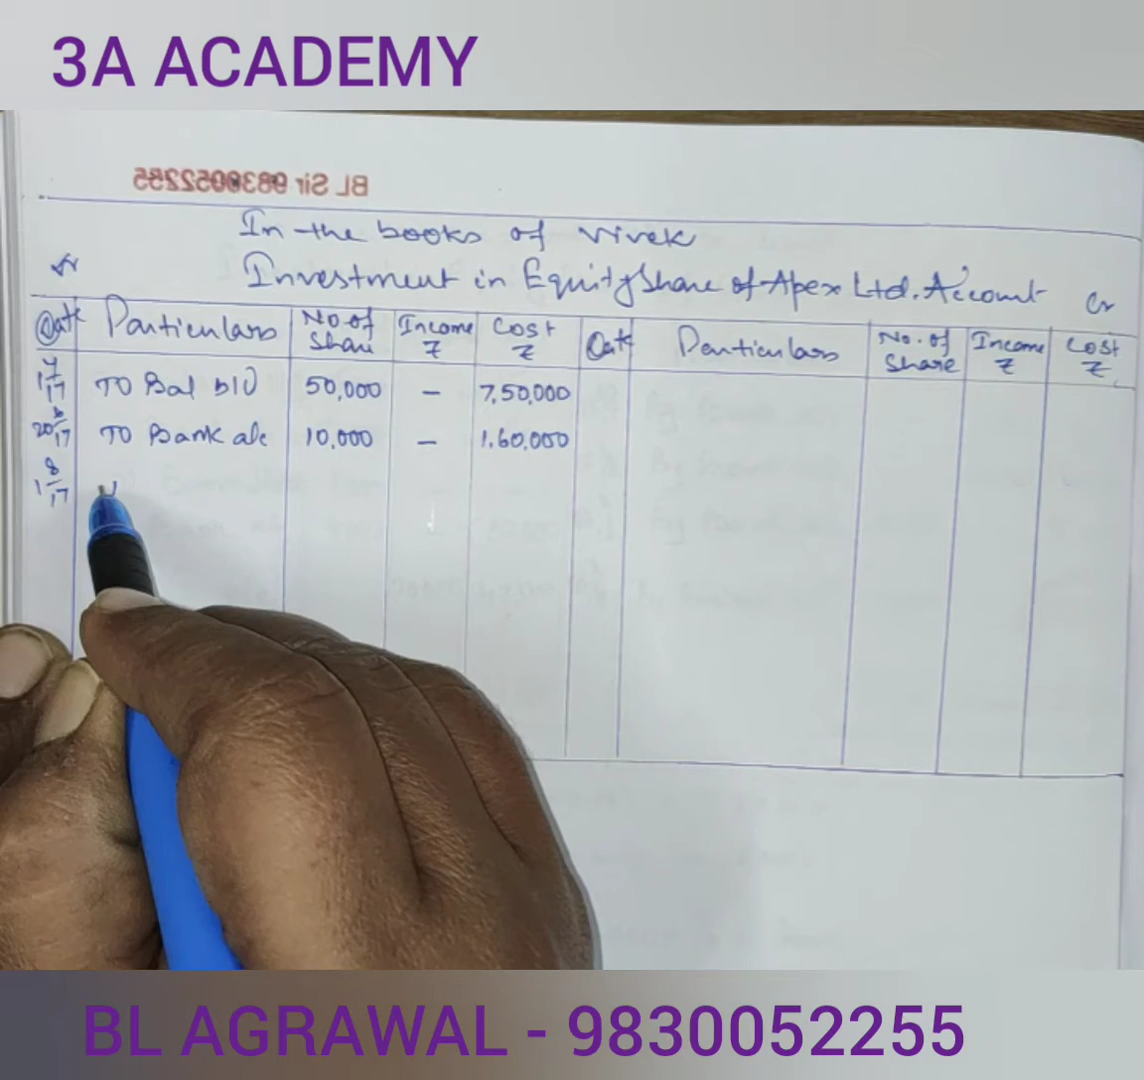 3A ACADEMY
BL Sir 9830052255
In the books of Vivek
Investment in Equity Share of Apex Ltd. Account
Dr Cr
Date Particulars No. of Share Income ₹ Cost ₹ Date Particulars No. of Share Income ₹ Cost ₹
1/4/17 TO Bal b/d 50,000 — 7,50,000
20/6/17 TO Bank a/c 10,000 — 1,60,000
1/8/17
BL AGRAWAL - 9830052255